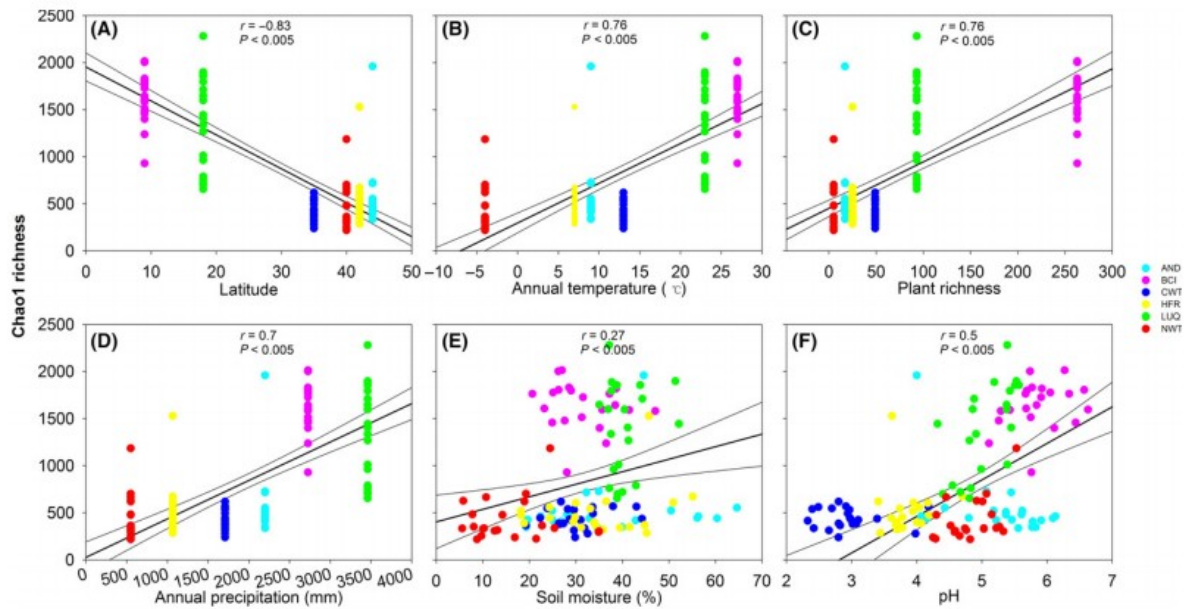 (A)
r = −0.83
P < 0.005
(B)
r = 0.76
P < 0.005
(C)
r = 0.76
P < 0.005
2500
2000
1500
1000
500
0
0 10 20 30 40 50
Latitude
−10 −5 0 5 10 15 20 25 30
Annual temperature ( ℃)
0 50 100 150 200 250 300
Plant richness
Chao1 richness
AND
BCI
CWT
HFR
LUQ
NWT
(D)
r = 0.7
P < 0.005
(E)
r = 0.27
P < 0.005
(F)
r = 0.5
P < 0.005
2500
2000
1500
1000
500
0
0 500 1000 1500 2000 2500 3000 3500 4000
Annual precipitation (mm)
0 10 20 30 40 50 60 70
Soil moisture (%)
2 3 4 5 6 7
pH